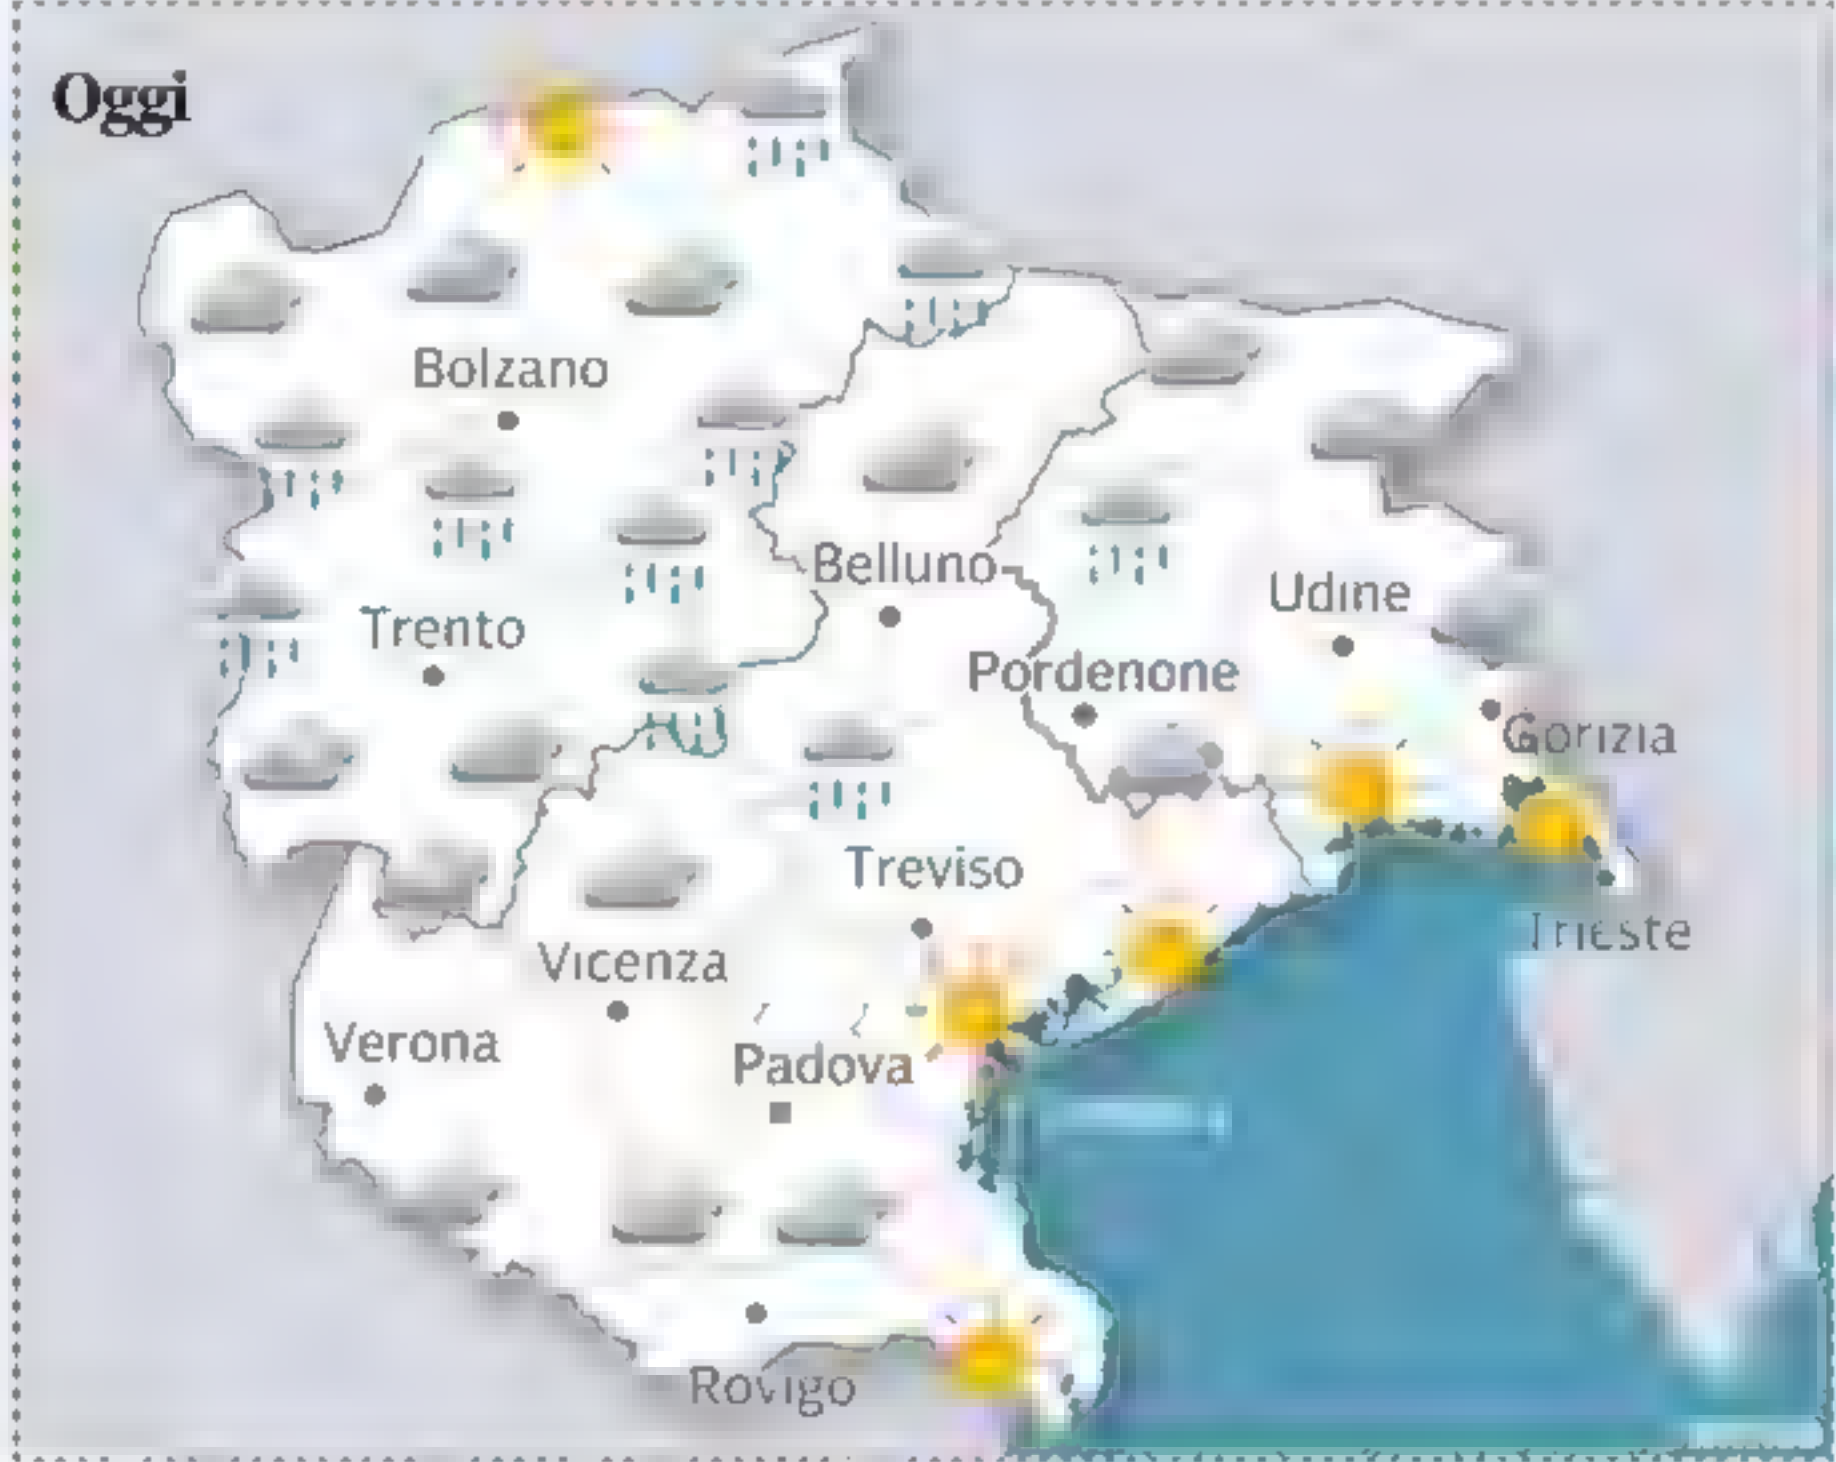 Oggi
Bolzano
Belluno
Udine
Trento
Pordenone
Gorizia
Treviso
Trieste
Vicenza
Verona
Padova
Rovigo